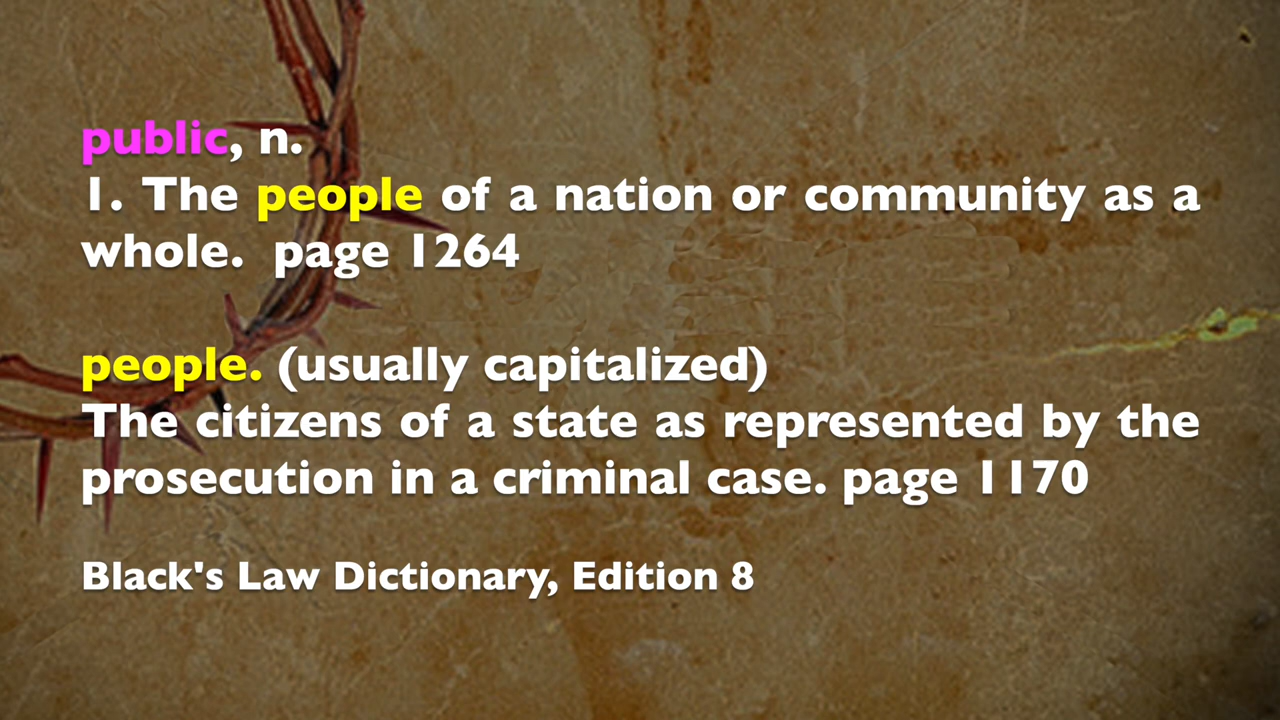 public, n.
1. The people of a nation or community as a
whole. page 1264
people. (usually capitalized)
The citizens of a state as represented by the
prosecution in a criminal case. page 1170
Black's Law Dictionary, Edition 8